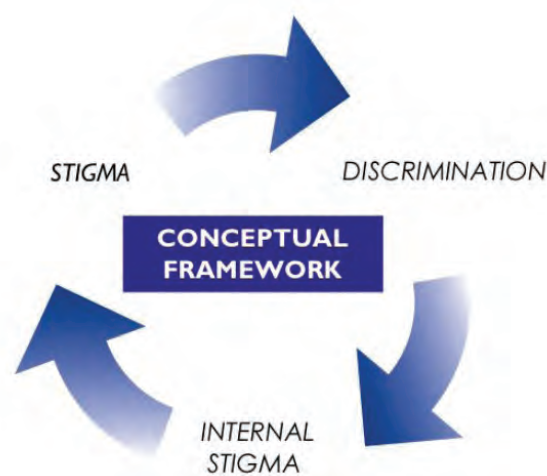 STIGMA
DISCRIMINATION
CONCEPTUAL
FRAMEWORK
INTERNAL
STIGMA